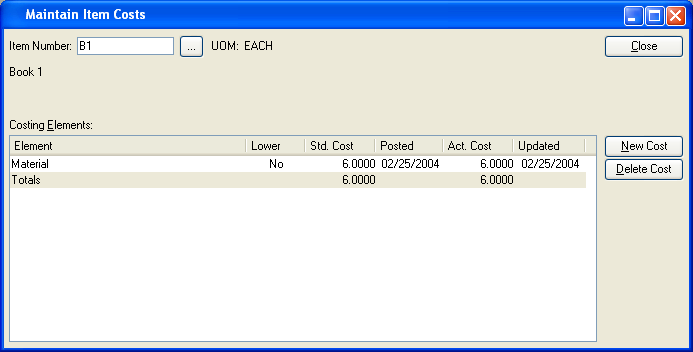 Maintain Item Costs
Item Number: B1 ... UOM: EACH Close
Book 1
Costing Elements:
Element Lower Std. Cost Posted Act. Cost Updated
Material No 6.0000 02/25/2004 6.0000 02/25/2004
Totals 6.0000 6.0000
New Cost
Delete Cost